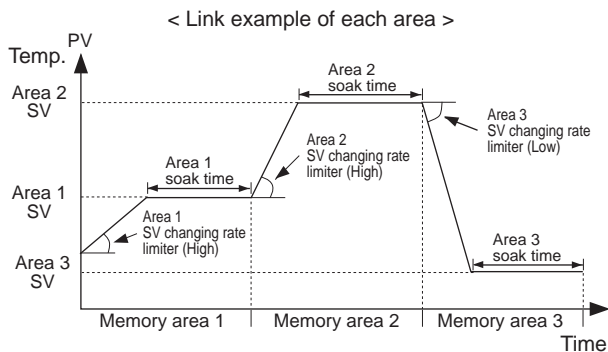 < Link example of each area >
PV
Temp.
Area 2
SV
Area 2
soak time
Area 3
SV changing rate
limiter (Low)
Area 2
SV changing rate
limiter (High)
Area 1
soak time
Area 1
SV
Area 1
SV changing rate
limiter (High)
Area 3
soak time
Area 3
SV
Memory area 1
Memory area 2
Memory area 3
Time